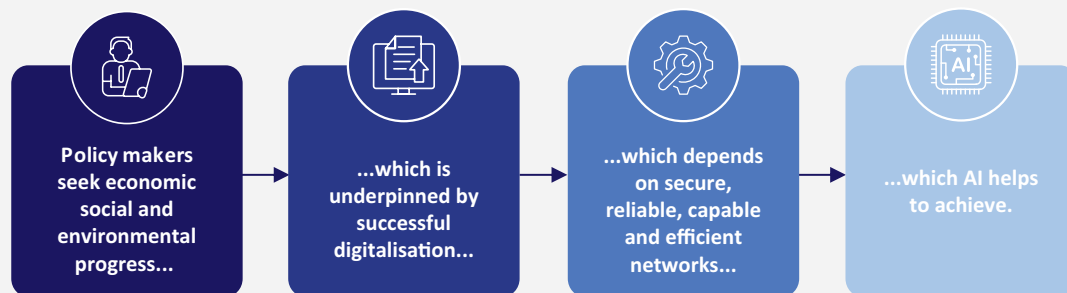 Policy makers
seek economic
social and
environmental
progress...
...which is
underpinned by
successful
digitalisation...
...which depends
on secure,
reliable, capable
and efficient
networks...
AI
...which AI helps
to achieve.